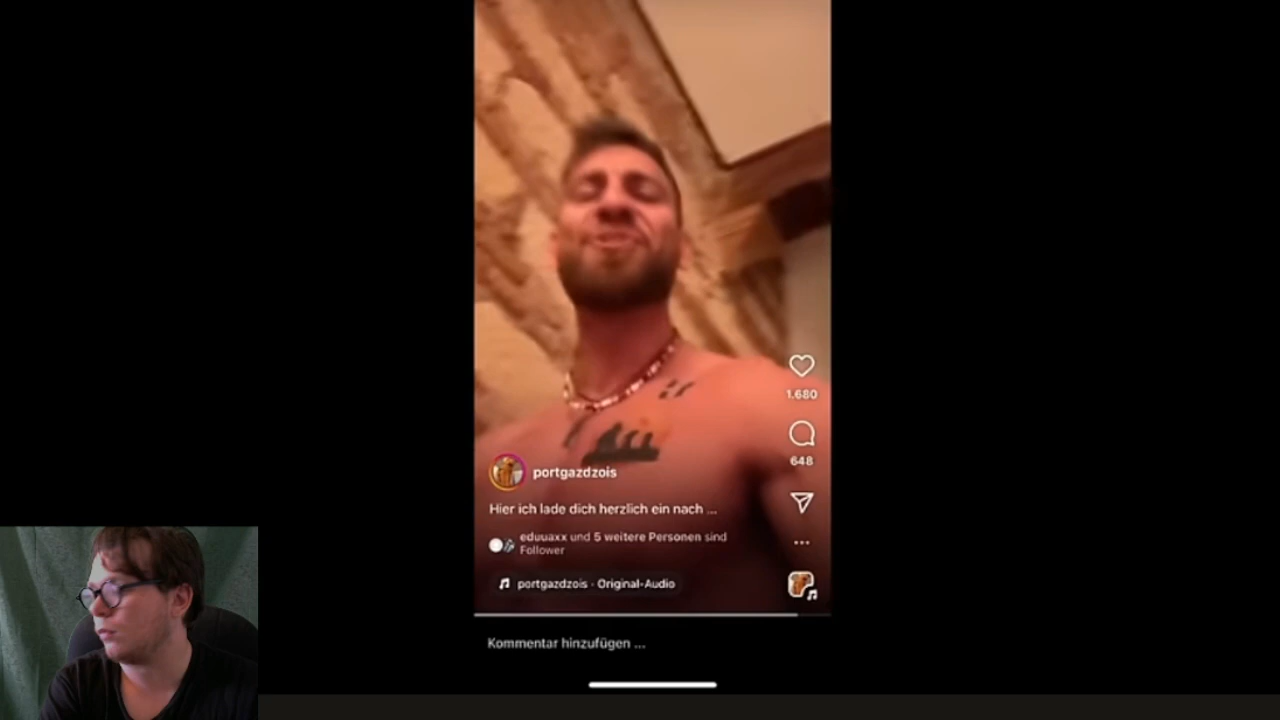 1.680
648
portgazdzois
Hier ich lade dich herzlich ein nach ...
eduuaxx und 5 weitere Personen sind
Follower
portgazdzois · Original-Audio
Kommentar hinzufügen ...